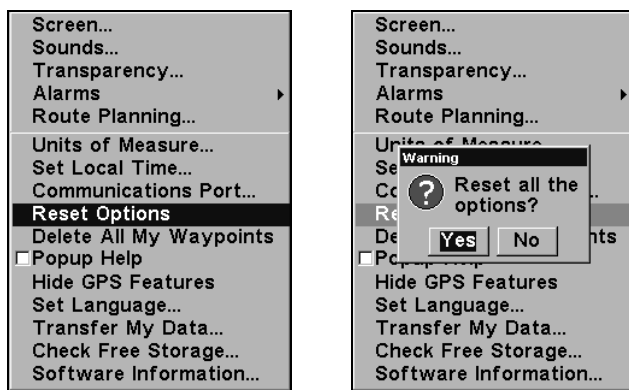 Screen...
Sounds...
Transparency...
Alarms
Route Planning...
Units of Measure...
Set Local Time...
Communications Port...
Reset Options
Delete All My Waypoints
Popup Help
Hide GPS Features
Set Language...
Transfer My Data...
Check Free Storage...
Software Information...
Screen...
Sounds...
Transparency...
Alarms
Route Planning...
Units of Measure...
Warning
Reset all the
options?
Yes No
Hide GPS Features
Set Language...
Transfer My Data...
Check Free Storage...
Software Information...